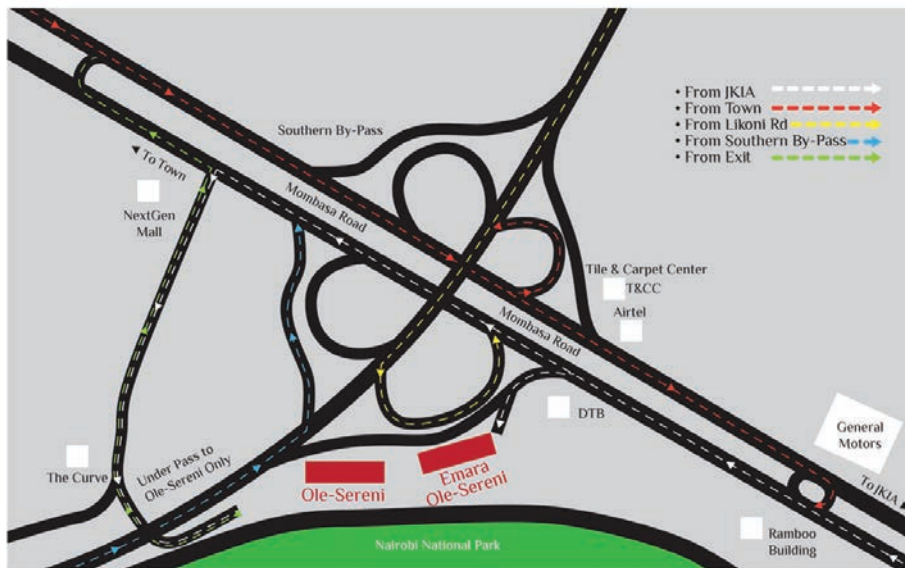 • From JKIA
• From Town
• From Likoni Rd
• From Southern By-Pass
• From Exit
Southern By-Pass
To Town
Mombasa Road
NextGen
Mall
Tile & Carpet Center
T&CC
Airtel
Mombasa Road
DTB
General
Motors
The Curve
Under Pass to
Ole-Sereni Only
Ole-Sereni
Emara
Ole-Sereni
To JKIA
Ramboo
Building
Nairobi National Park